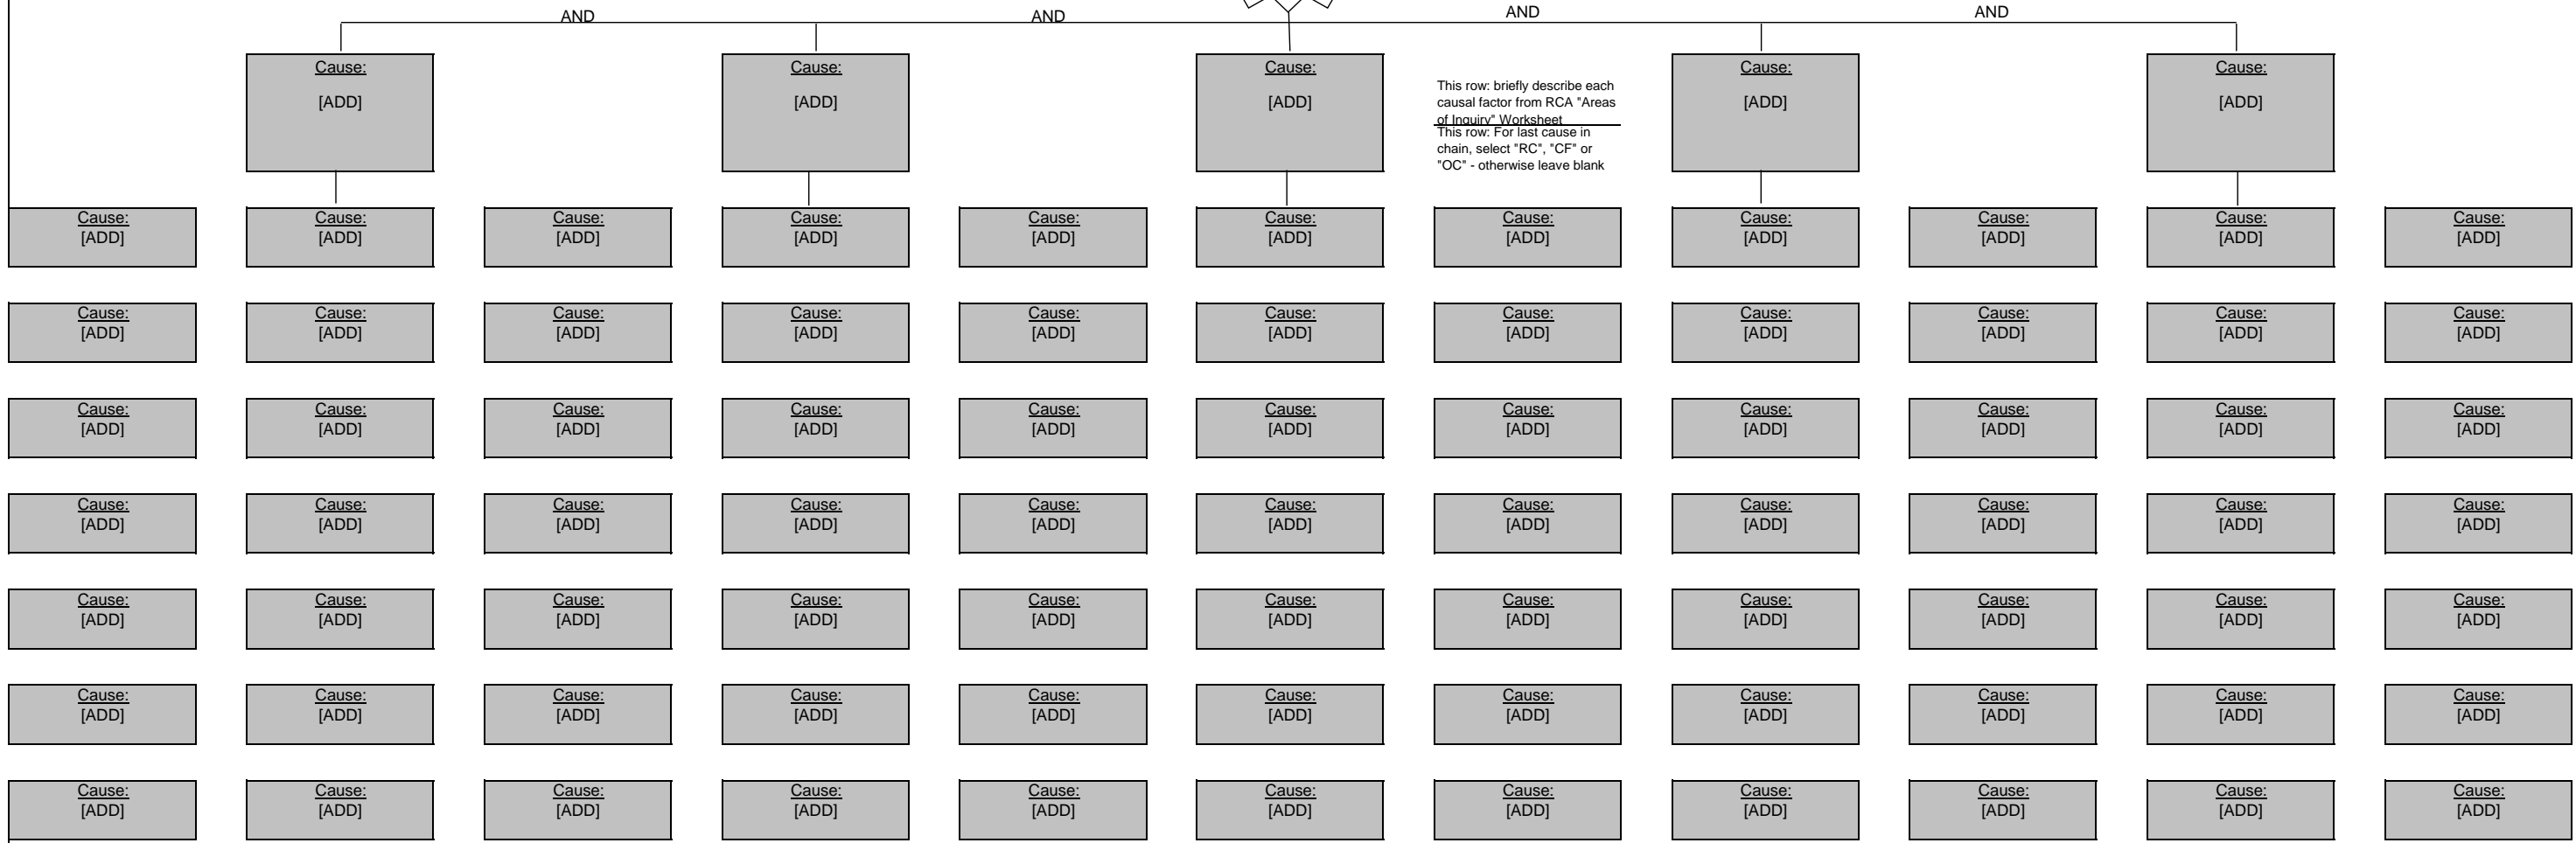 AND AND AND AND
Cause: Cause: Cause: Cause: Cause:
[ADD] [ADD] [ADD] [ADD] [ADD]
This row: briefly describe each
causal factor from RCA "Areas
of Inquiry" Worksheet
This row: For last cause in
chain, select "RC", "CF" or
"OC" - otherwise leave blank
Cause: Cause: Cause: Cause: Cause: Cause: Cause: Cause: Cause: Cause: Cause:
[ADD] [ADD] [ADD] [ADD] [ADD] [ADD] [ADD] [ADD] [ADD] [ADD] [ADD]
Cause: Cause: Cause: Cause: Cause: Cause: Cause: Cause: Cause: Cause: Cause:
[ADD] [ADD] [ADD] [ADD] [ADD] [ADD] [ADD] [ADD] [ADD] [ADD] [ADD]
Cause: Cause: Cause: Cause: Cause: Cause: Cause: Cause: Cause: Cause: Cause:
[ADD] [ADD] [ADD] [ADD] [ADD] [ADD] [ADD] [ADD] [ADD] [ADD] [ADD]
Cause: Cause: Cause: Cause: Cause: Cause: Cause: Cause: Cause: Cause: Cause:
[ADD] [ADD] [ADD] [ADD] [ADD] [ADD] [ADD] [ADD] [ADD] [ADD] [ADD]
Cause: Cause: Cause: Cause: Cause: Cause: Cause: Cause: Cause: Cause: Cause:
[ADD] [ADD] [ADD] [ADD] [ADD] [ADD] [ADD] [ADD] [ADD] [ADD] [ADD]
Cause: Cause: Cause: Cause: Cause: Cause: Cause: Cause: Cause: Cause: Cause:
[ADD] [ADD] [ADD] [ADD] [ADD] [ADD] [ADD] [ADD] [ADD] [ADD] [ADD]
Cause: Cause: Cause: Cause: Cause: Cause: Cause: Cause: Cause: Cause: Cause:
[ADD] [ADD] [ADD] [ADD] [ADD] [ADD] [ADD] [ADD] [ADD] [ADD] [ADD]